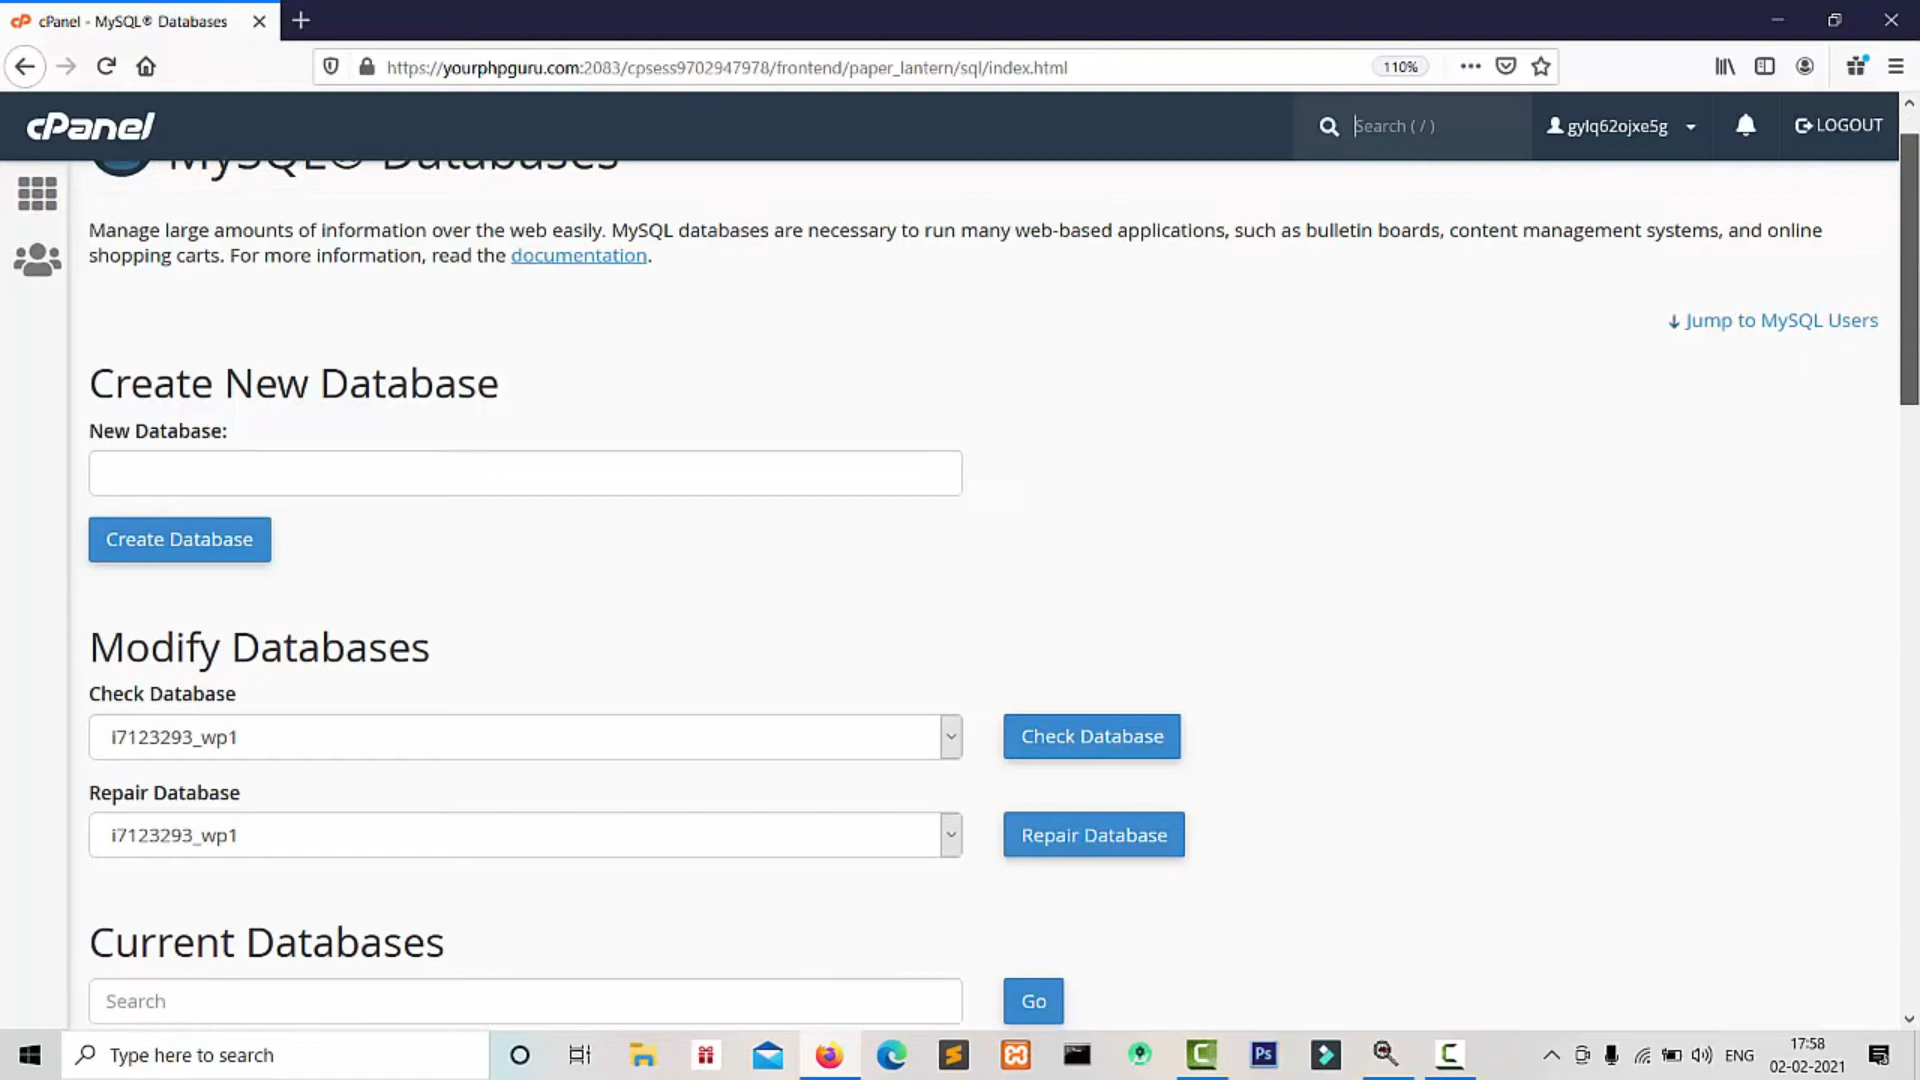 cP cPanel - MySQL® Databases
https://yourphpguru.com:2083/cpsess9702947978/frontend/paper_lantern/sql/index.html
110%
cPanel
Search ( / )
gylq62ojxe5g
LOGOUT
MySQL® Databases
Manage large amounts of information over the web easily. MySQL databases are necessary to run many web-based applications, such as bulletin boards, content management systems, and online
shopping carts. For more information, read the documentation.
Jump to MySQL Users
Create New Database
New Database:
Create Database
Modify Databases
Check Database
i7123293_wp1
Check Database
Repair Database
i7123293_wp1
Repair Database
Current Databases
Search
Go
Type here to search
Ps
ENG
17:58
02-02-2021